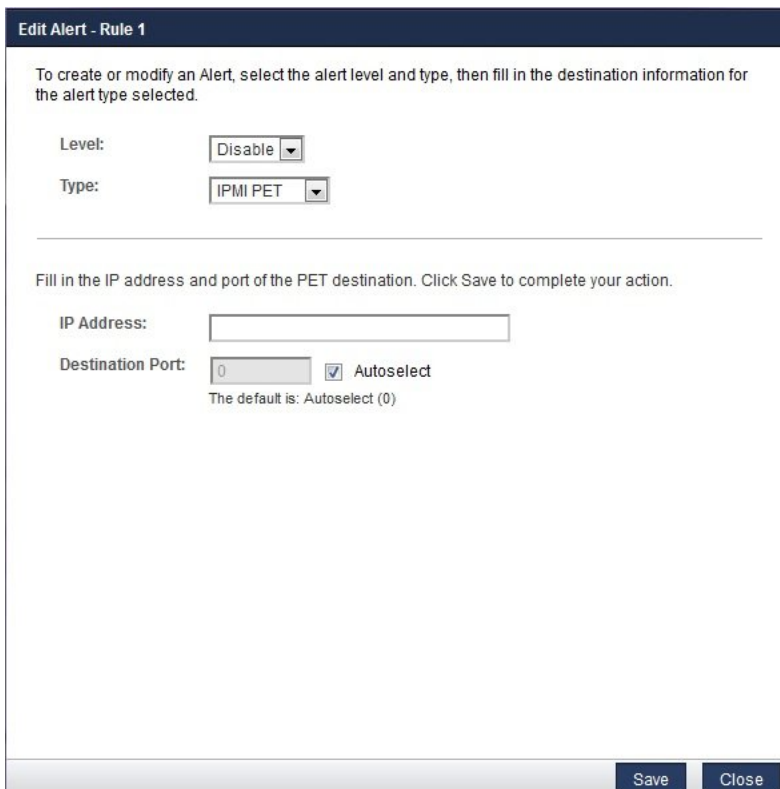 Edit Alert - Rule 1
To create or modify an Alert, select the alert level and type, then fill in the destination information for
the alert type selected.
Level: Disable
Type: IPMI PET
Fill in the IP address and port of the PET destination. Click Save to complete your action.
IP Address:
Destination Port: 0 Autoselect
The default is: Autoselect (0)
Save Close